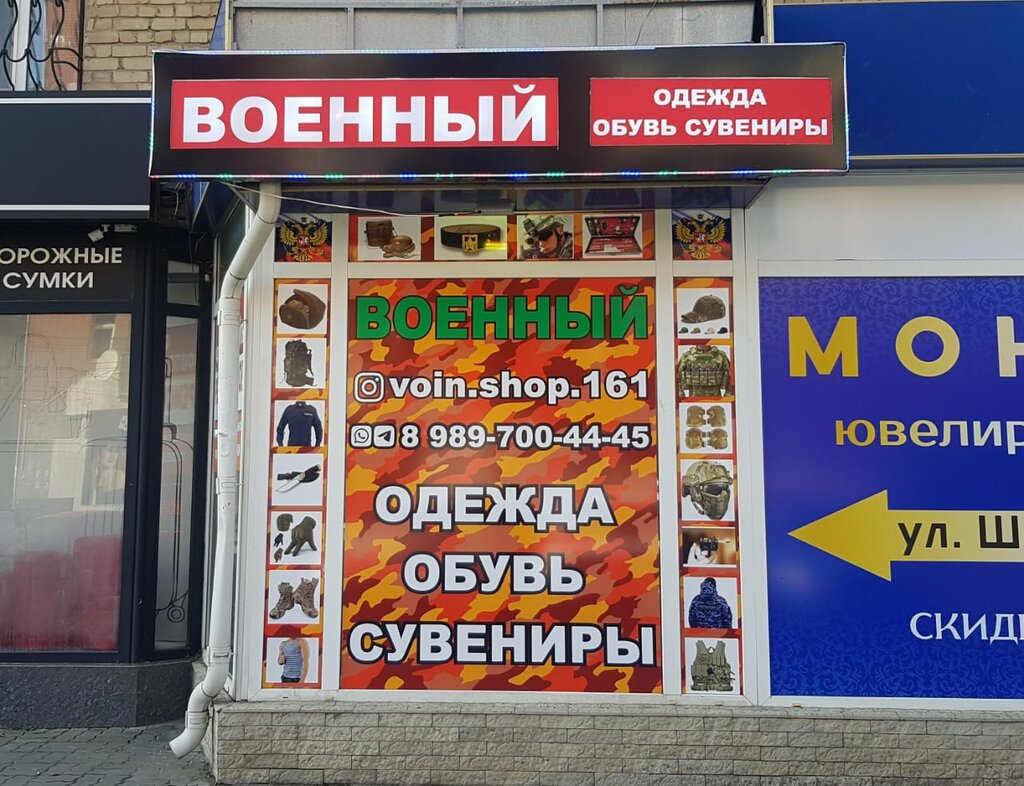 ВОЕННЫЙ
ОДЕЖДА
ОБУВЬ СУВЕНИРЫ
ОРОЖНЫЕ
СУМКИ
ВОЕННЫЙ
voin.shop.161
8 989-700-44-45
ОДЕЖДА
ОБУВЬ
СУВЕНИРЫ
МОН
ювелир
ул. Ш
СКИД